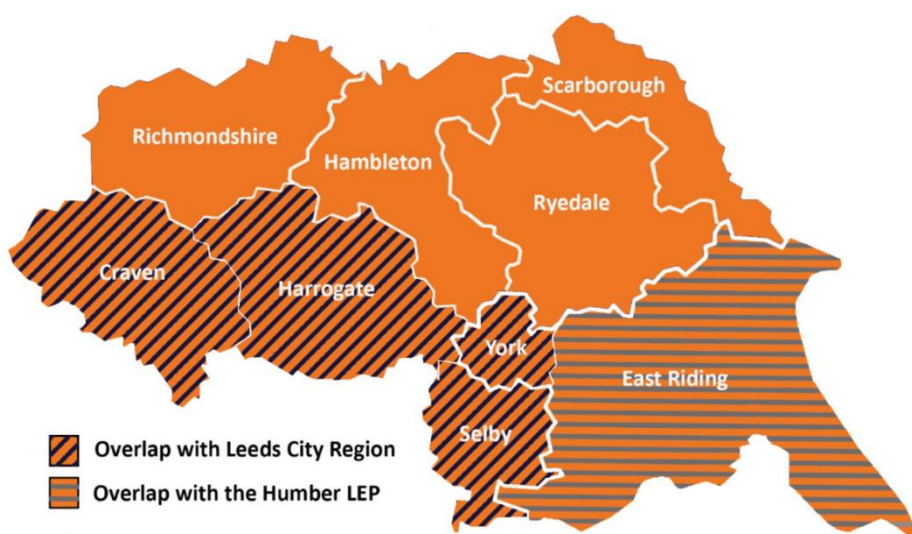 Scarborough
Richmondshire
Hambleton
Ryedale
Craven
Harrogate
York
East Riding
Selby
Overlap with Leeds City Region
Overlap with the Humber LEP